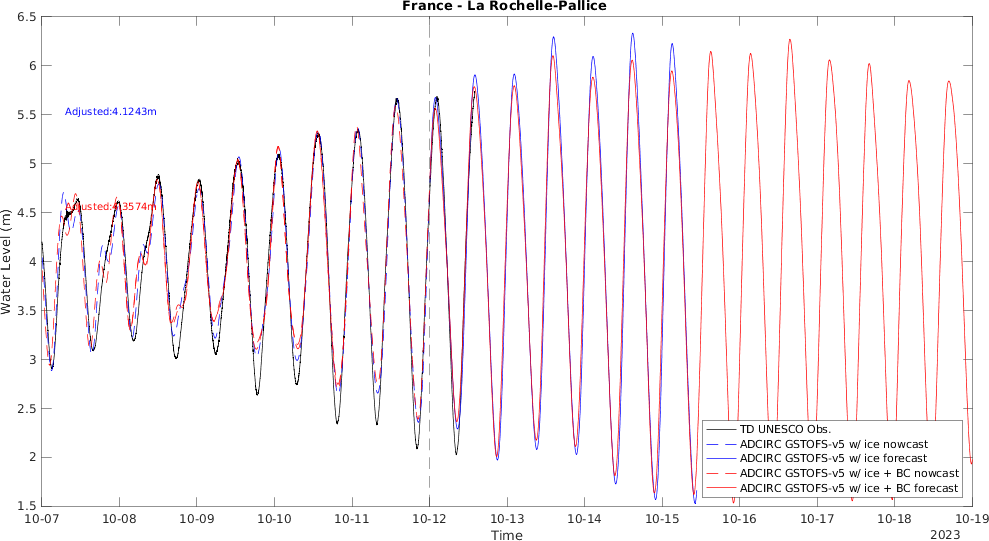 France - La Rochelle-Pallice
6.5
6
5.5
5
4.5
4
3.5
3
2.5
2
1.5
Water Level (m)
Adjusted:4.1243m
Adjusted:4.3574m
TD UNESCO Obs.
ADCIRC GSTOFS-v5 w/ ice nowcast
ADCIRC GSTOFS-v5 w/ ice forecast
ADCIRC GSTOFS-v5 w/ ice + BC nowcast
ADCIRC GSTOFS-v5 w/ ice + BC forecast
10-07 10-08 10-09 10-10 10-11 10-12 10-13 10-14 10-15 10-16 10-17 10-18 10-19
Time
2023